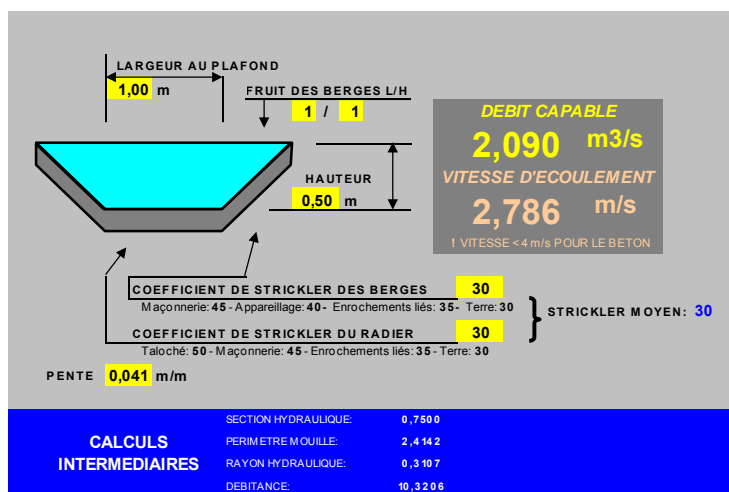 LARGEUR AU PLAFOND
1,00 m
FRUIT DES BERGES L/H
1 / 1
DEBIT CAPABLE
2,090 m3/s
HAUTEUR
VITESSE D'ECOULEMENT
0,50 m
2,786 m/s
! VITESSE < 4 m/s POUR LE BETON
COEFFICIENT DE STRICKLER DES BERGES 30
Maçonnerie: 45 - Appareillage: 40 - Enrochements liés: 35 - Terre: 30
STRICKLER MOYEN: 30
COEFFICIENT DE STRICKLER DU RADIER 30
Taloché: 50 - Maçonnerie: 45 - Enrochements liés: 35 - Terre: 30
PENTE 0,041 m/m
CALCULS
INTERMEDIAIRES
SECTION HYDRAULIQUE: 0,7500
PERIMETRE MOUILLE: 2,4142
RAYON HYDRAULIQUE: 0,3107
DEBITANCE: 10,3206